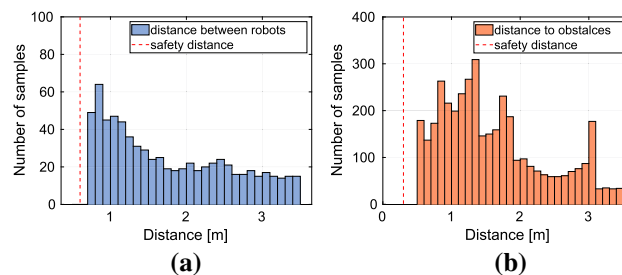 100
80
60
40
20
0
1
2
3
Number of samples
Distance [m]
distance between robots
safety distance
(a)
400
300
200
100
0
0
1
2
3
Number of samples
Distance [m]
distance to obstalces
safety distance
(b)